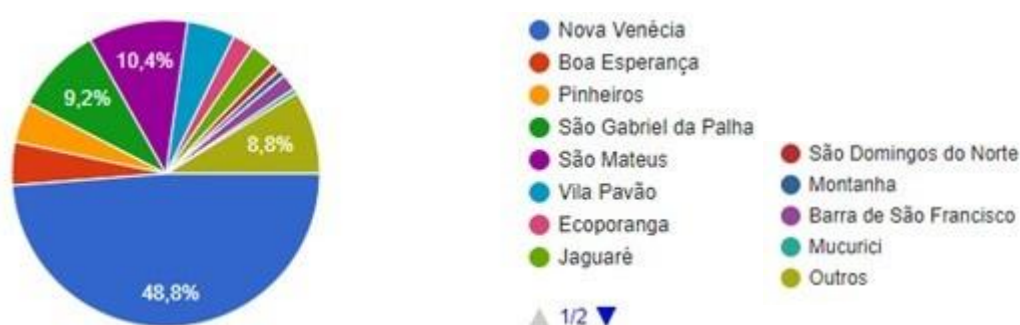 10,4%
9,2%
8,8%
48,8%
Nova Venécia
Boa Esperança
Pinheiros
São Gabriel da Palha
São Mateus
Vila Pavão
Ecoporanga
Jaguaré
1/2
São Domingos do Norte
Montanha
Barra de São Francisco
Mucurici
Outros